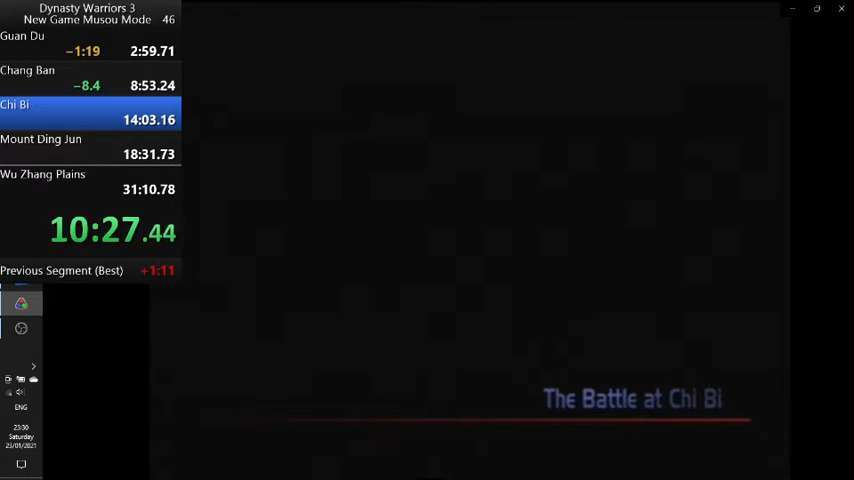 Dynasty Warriors 3
New Game Musou Mode 46
Guan Du
−1:19 2:59.71
Chang Ban
−8.4 8:53.24
Chi Bi
14:03.16
Mount Ding Jun
18:31.73
Wu Zhang Plains
31:10.78
10:27.44
Previous Segment (Best) +1:11
The Battle at Chi Bi
ENG
23:30
Saturday
23/01/2021